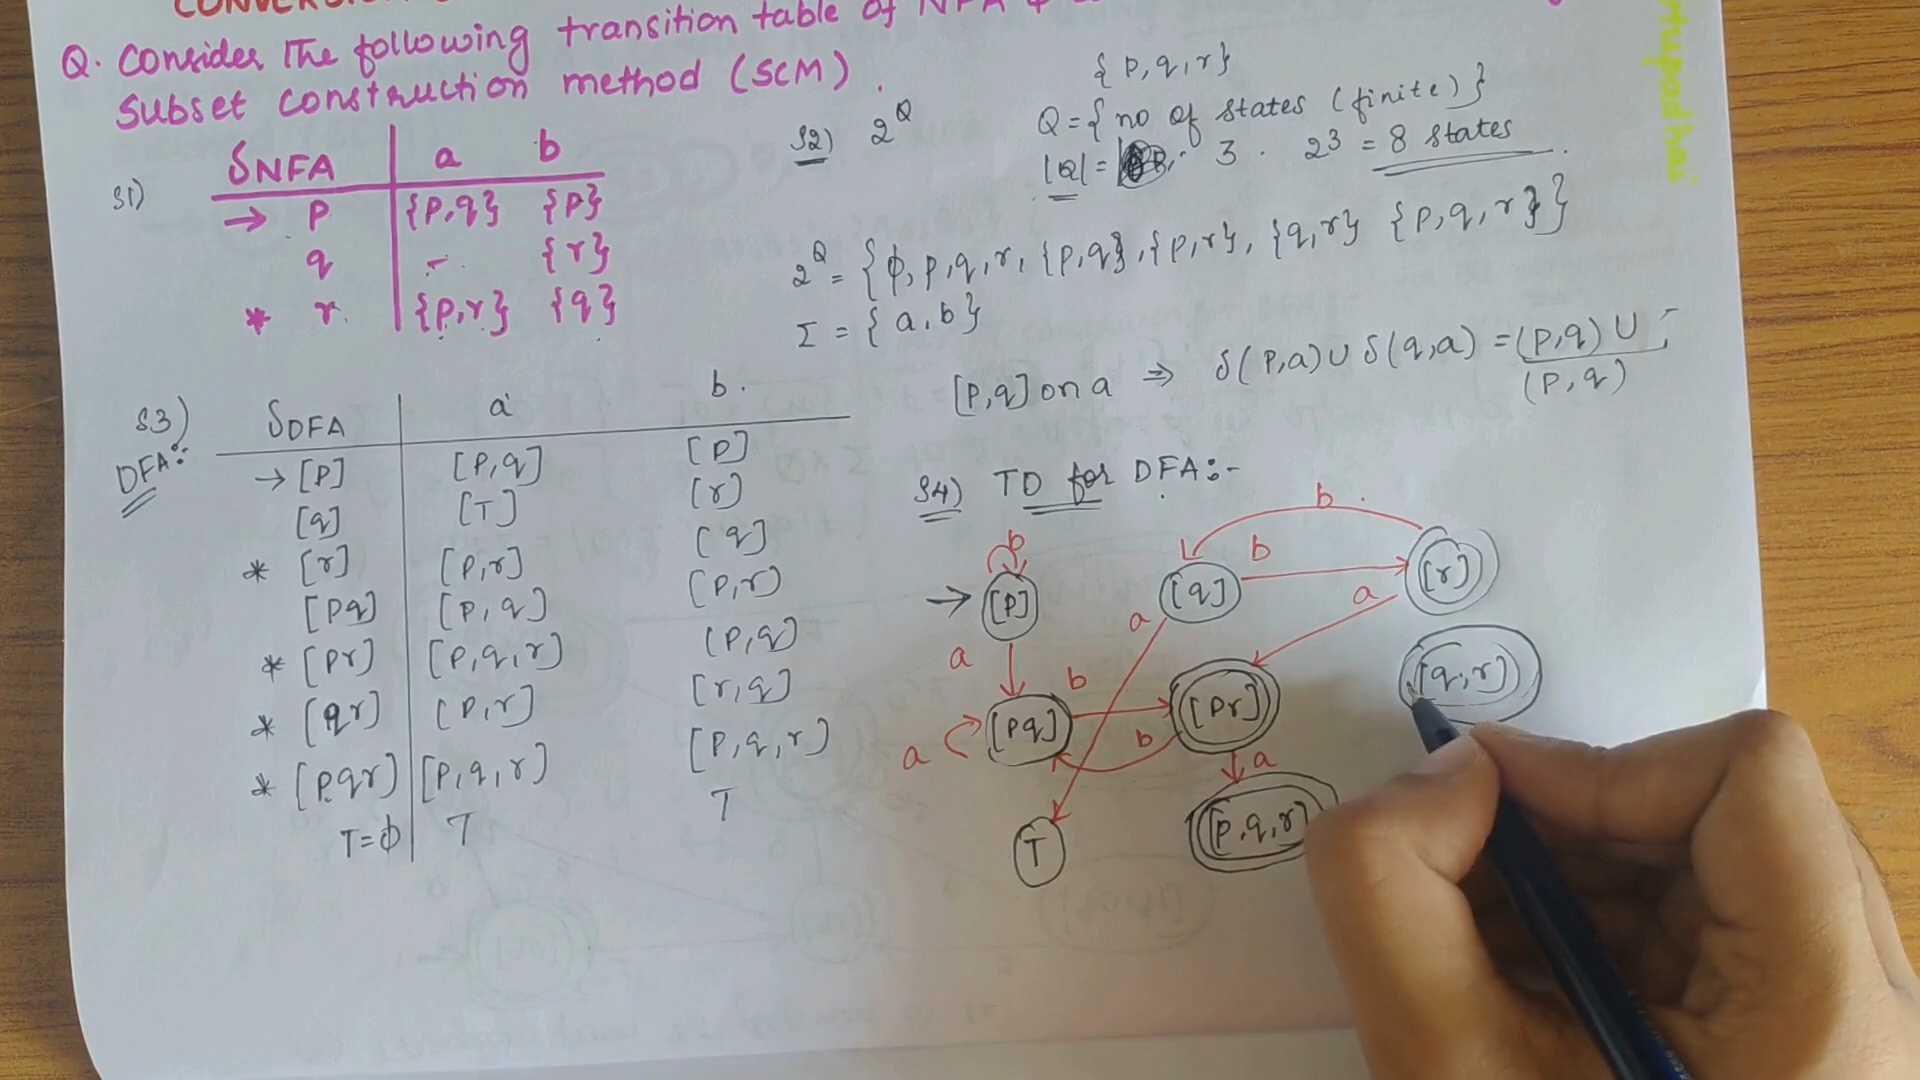 Q. Consider The following transition table of NFA
Subset construction method (SCM).
S1)
δNFA a b
→ P {P,q} {P}
q - {r}
* r {P,r} {q}
S2) 2^Q
{P,q,r}
Q = { no of states (finite) }
|Q| = 3. 2^3 = 8 states
2^Q = { ϕ, P, q, r, {P,q}, {P,r}, {q,r} {P,q,r} }
Σ = { a, b }
[P,q] on a ⇒ δ(P,a) ∪ δ(q,a) = (P,q) ∪ -
(P,q)
S3)
DFA:
δDFA a b.
→ [P] [P,q] [P]
[q] [T] [r]
* [r] [P,r] [q]
[Pq] [P,q] [P,r]
* [Pr] [P,q,r] [P,q]
* [qr] [P,r] [r,q]
* [Pqr] [P,q,r] [P,q,r]
T=ϕ T T
S4) TD for DFA:-
b
b
b
[P] [q] [r]
a a a
b
[Pq] [Pr] [q,r]
a b a
T [P,q,r]